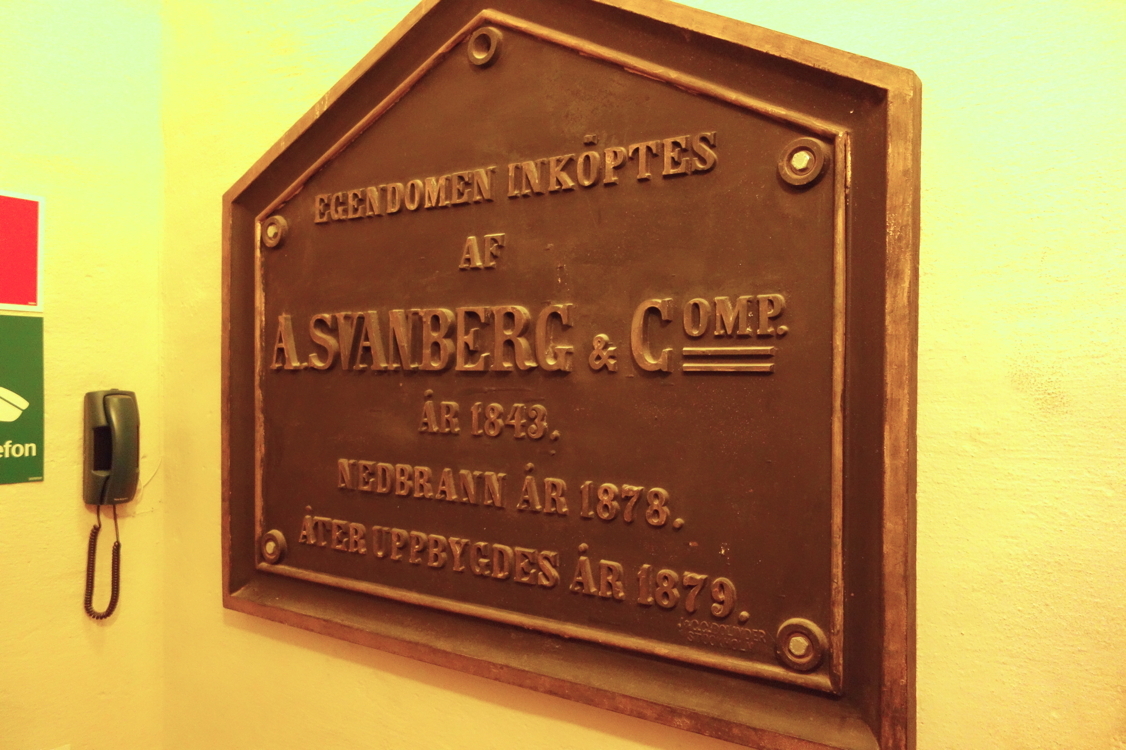 EGENDOMEN INKÖPTES
AF
A. SVANBERG & COMP.
ÅR 1843.
NEDBRANN ÅR 1878.
ÅTER UPPBYGDES ÅR 1879.
efon